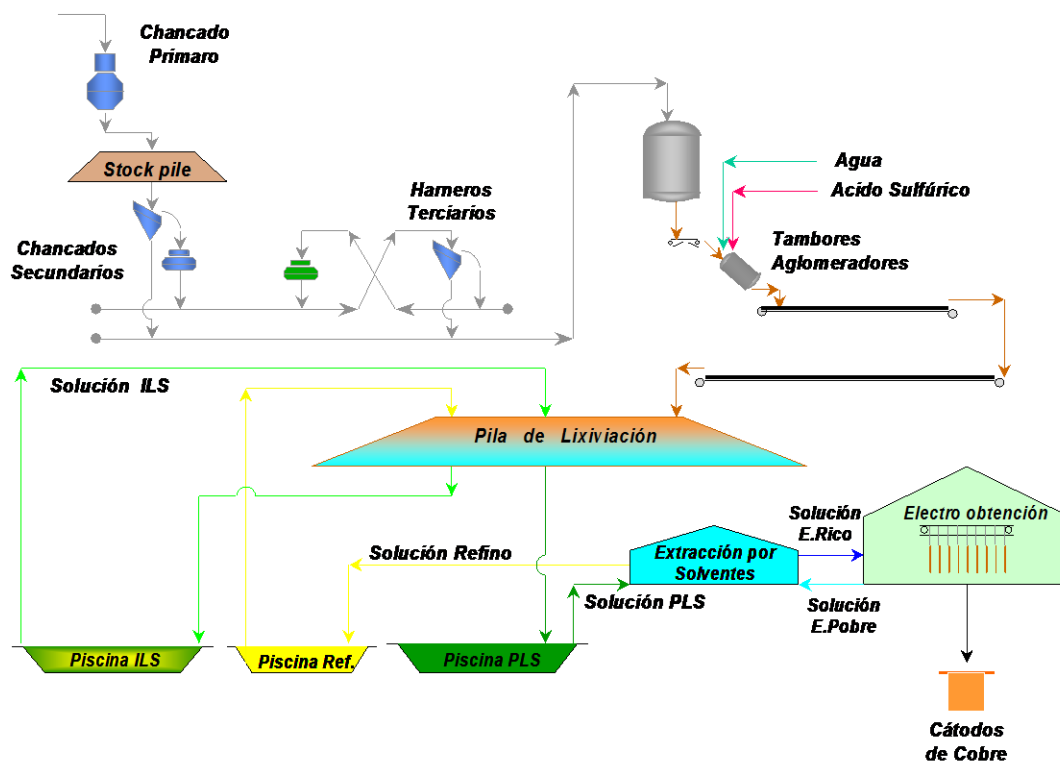 Chancado
Prímaro
Stock pile
Harneros
Terciarios
Chancados
Secundarios
Agua
Acido Sulfúrico
Tambores
Aglomeradores
Solución ILS
Pila de Lixiviación
Solución Refino
Extracción por
Solventes
Solución PLS
Solución
E.Rico
Electro obtención
Solución
E.Pobre
Piscina ILS
Piscina Ref.
Piscina PLS
Cátodos
de Cobre